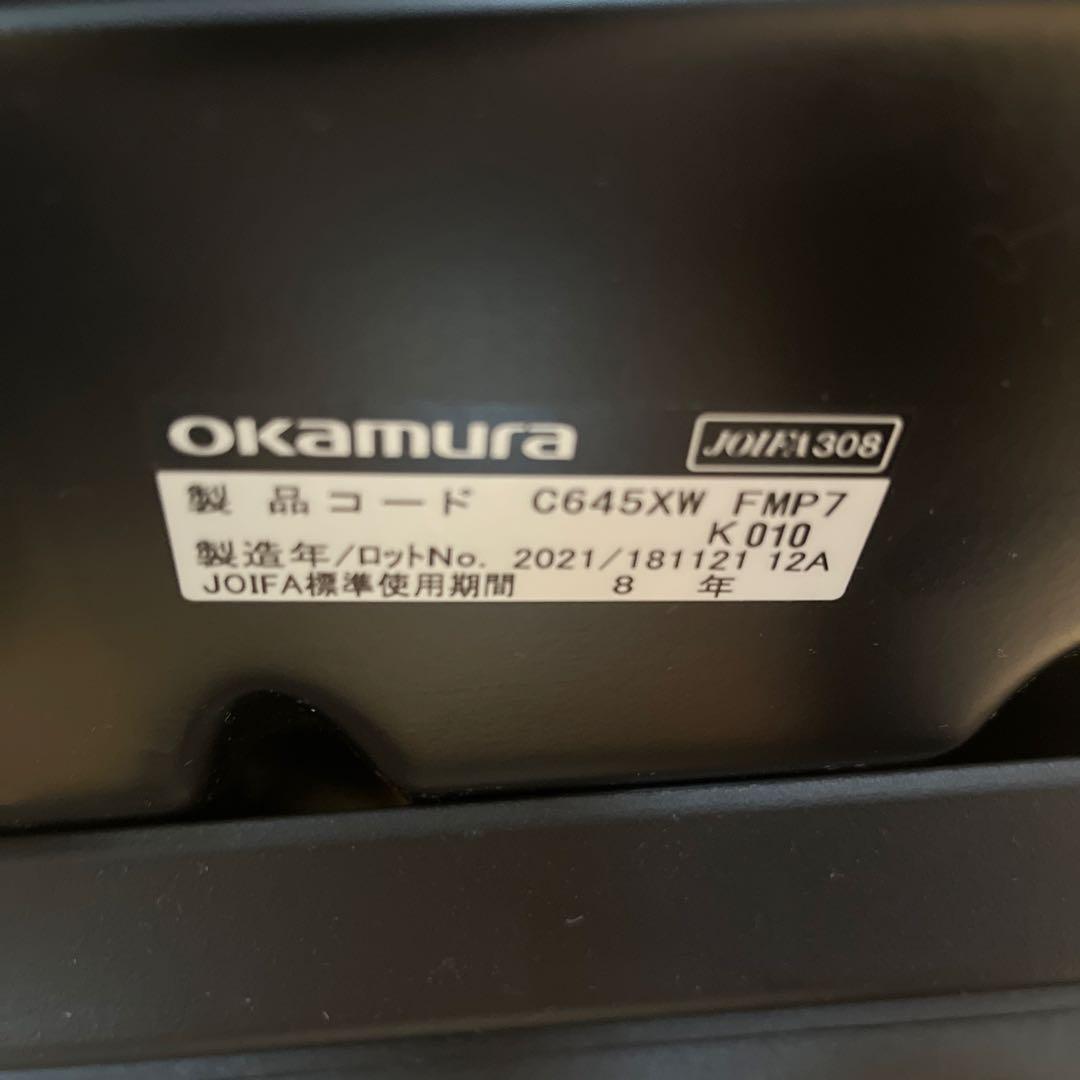 okamura
JOIFA308
製品コード C645XW FMP7
K010
製造年/ロットNo. 2021/181121 12A
JOIFA標準使用期間 8 年